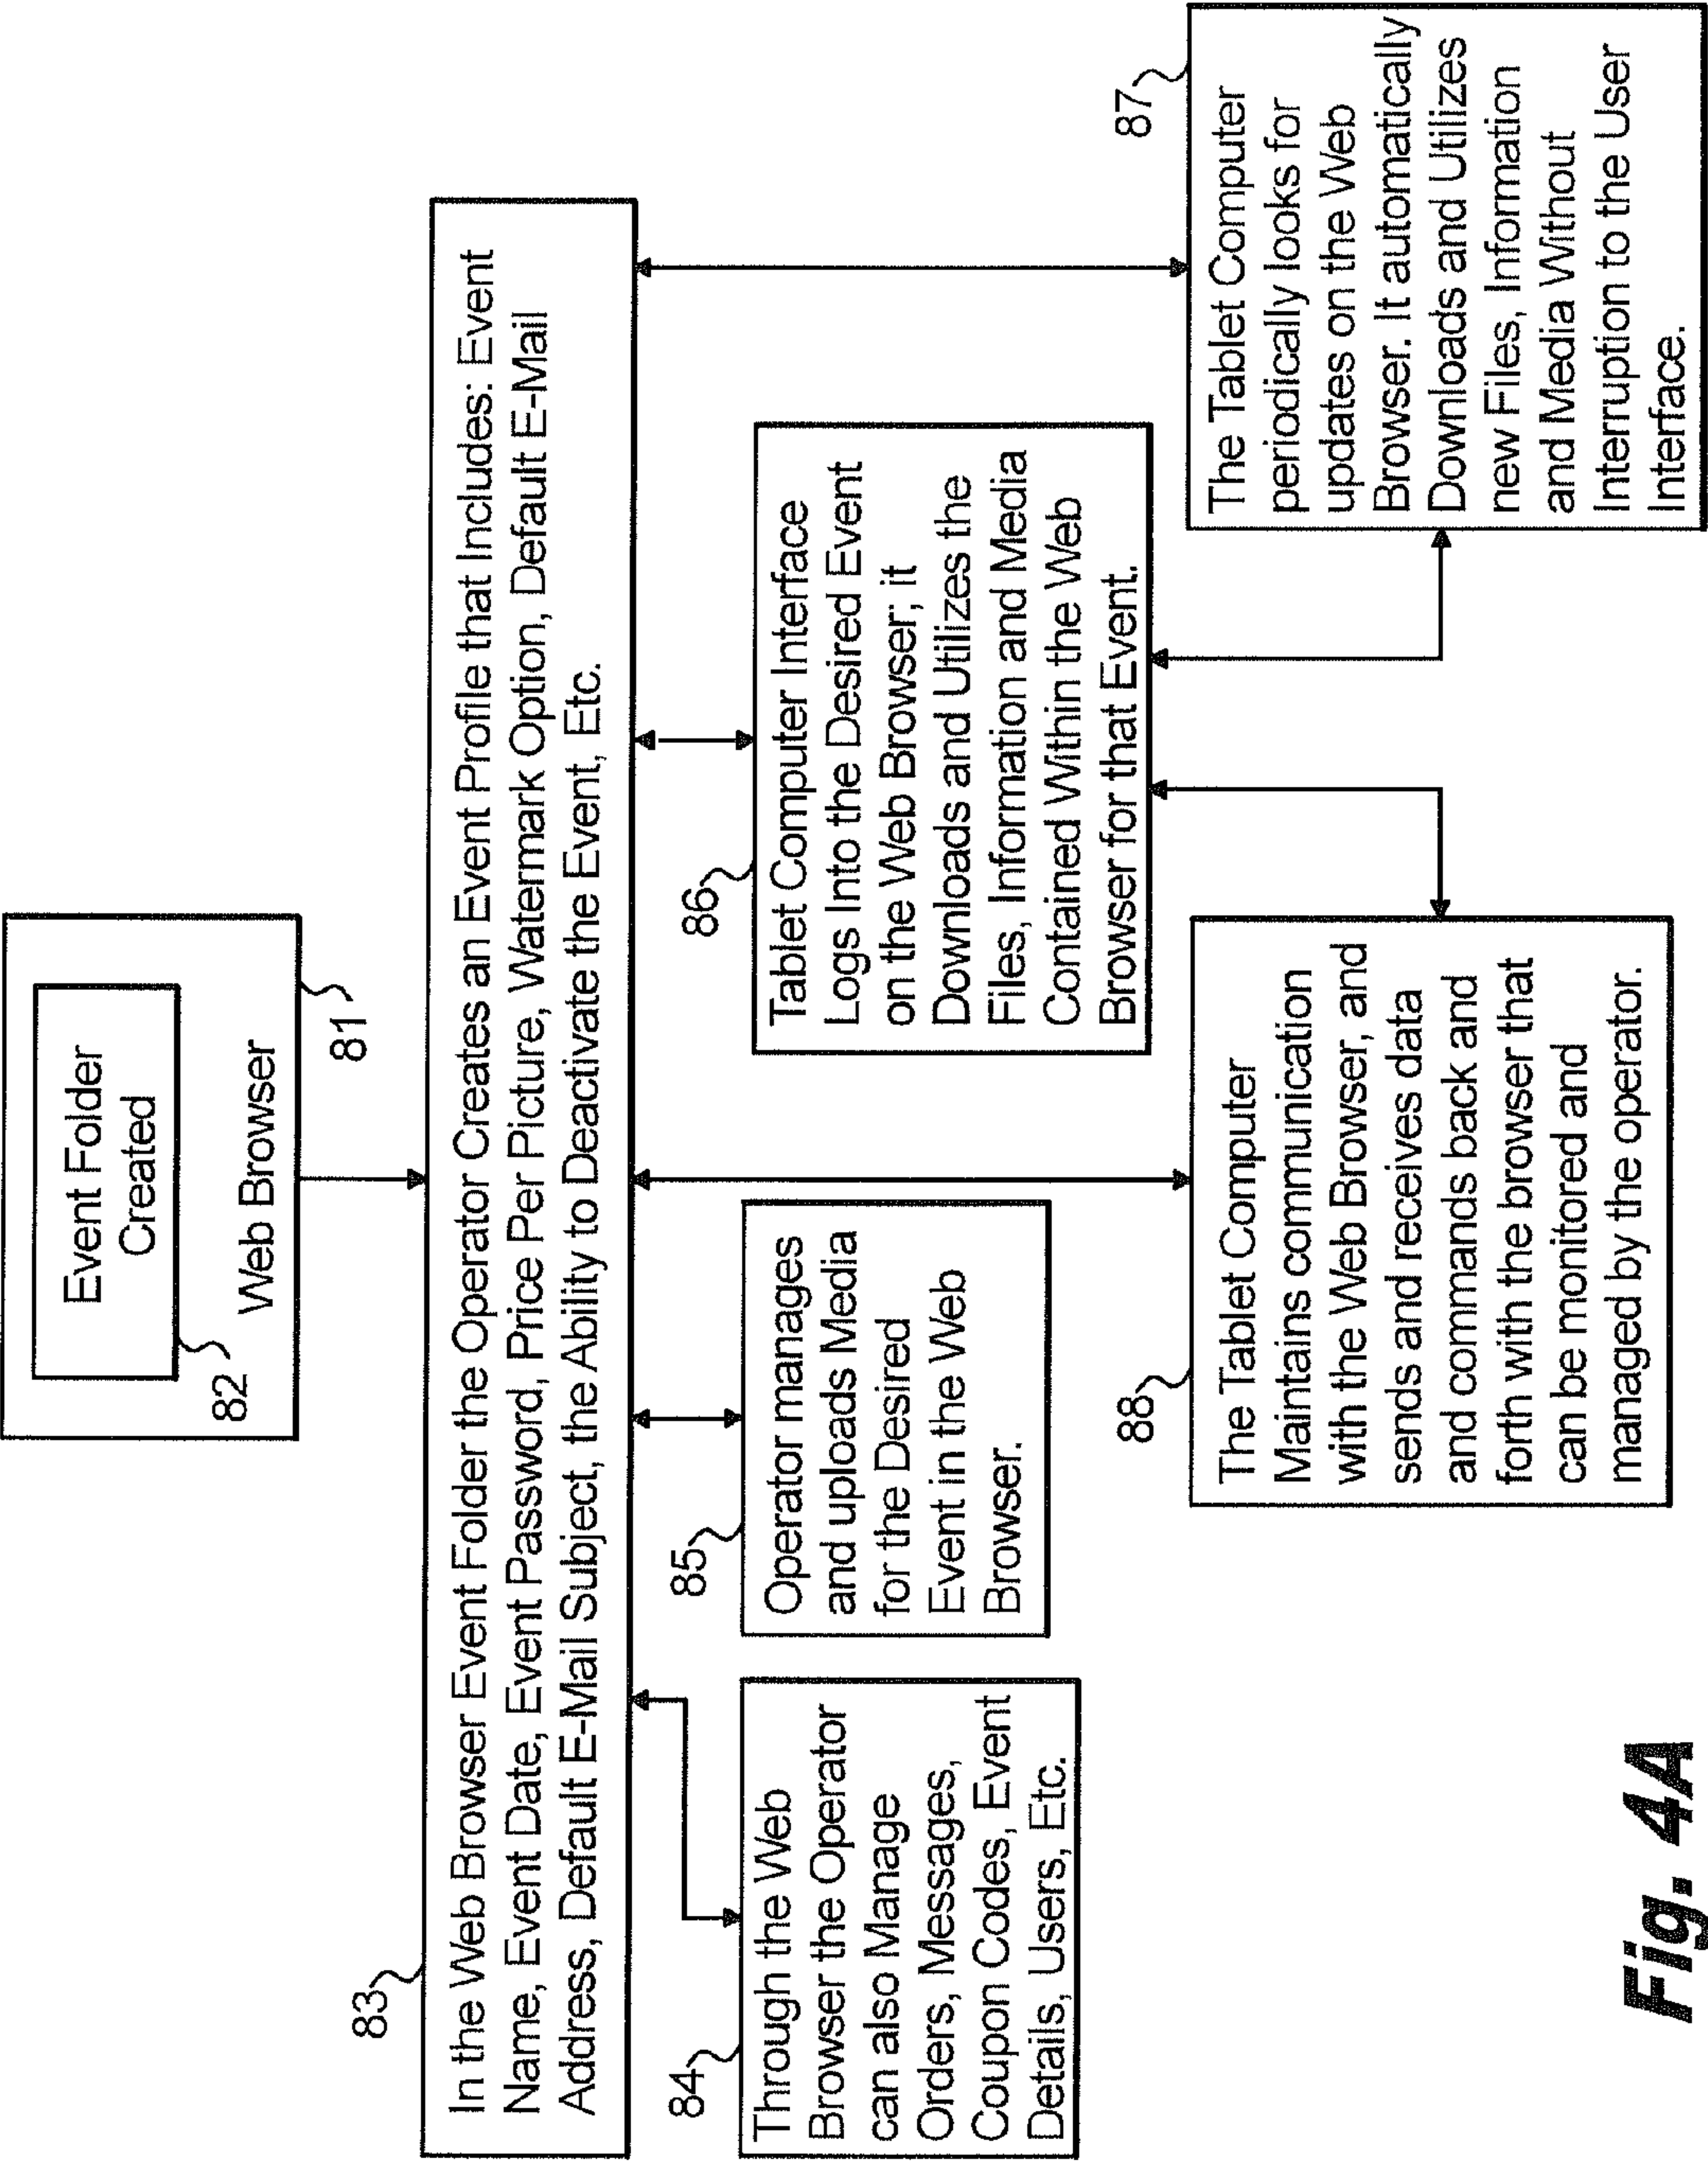 Event Folder
Created
Web Browser
82
81
83
In the Web Browser Event Folder the Operator Creates an Event Profile that Includes: Event
Name, Event Date, Event Password, Price Per Picture, Watermark Option, Default E-Mail
Address, Default E-Mail Subject, the Ability to Deactivate the Event, Etc.
84
Through the Web
Browser the Operator
can also Manage
Orders, Messages,
Coupon Codes, Event
Details, Users, Etc.
85
Operator manages
and uploads Media
for the Desired
Event in the Web
Browser.
86
Tablet Computer Interface
Logs Into the Desired Event
on the Web Browser; it
Downloads and Utilizes the
Files, Information and Media
Contained Within the Web
Browser for that Event.
88
The Tablet Computer
Maintains communication
with the Web Browser, and
sends and receives data
and commands back and
forth with the browser that
can be monitored and
managed by the operator.
87
The Tablet Computer
periodically looks for
updates on the Web
Browser. It automatically
Downloads and Utilizes
new Files, Information
and Media Without
Interruption to the User
Interface.
Fig. 4A